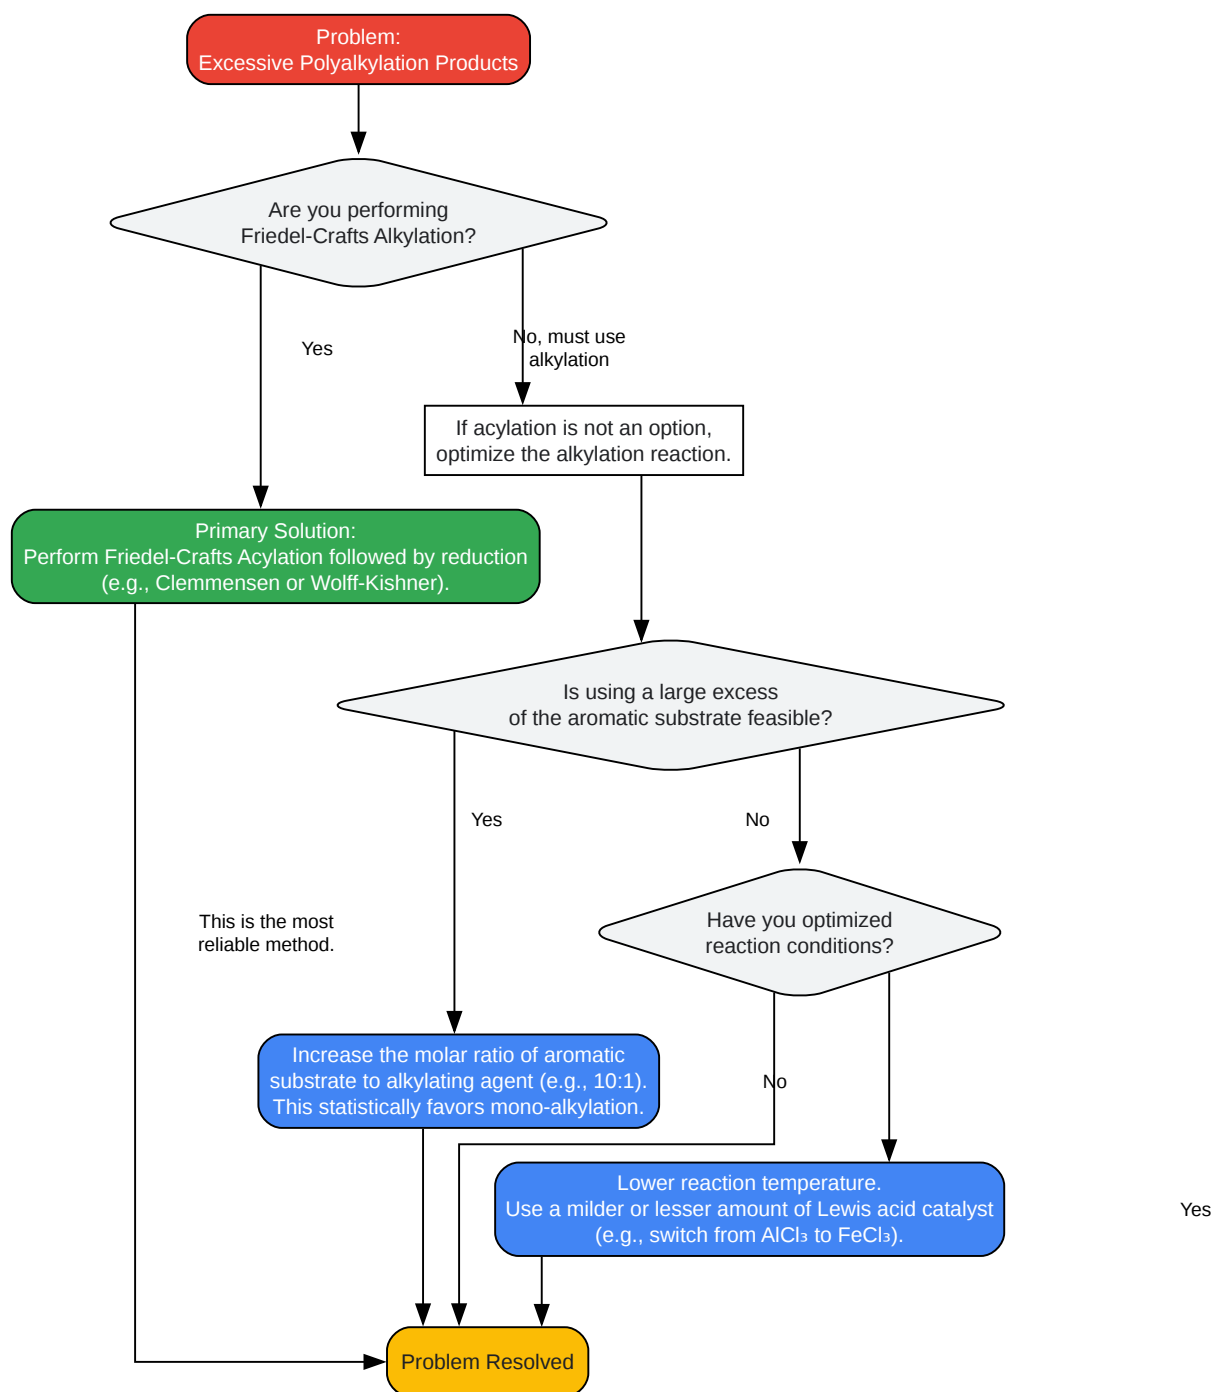 Problem:
Excessive Polyalkylation Products
Are you performing
Friedel-Crafts Alkylation?
Yes
No, must use
alkylation
If acylation is not an option,
optimize the alkylation reaction.
Primary Solution:
Perform Friedel-Crafts Acylation followed by reduction
(e.g., Clemmensen or Wolff-Kishner).
Is using a large excess
of the aromatic substrate feasible?
Yes
No
This is the most
reliable method.
Have you optimized
reaction conditions?
Increase the molar ratio of aromatic
substrate to alkylating agent (e.g., 10:1).
This statistically favors mono-alkylation.
No
Lower reaction temperature.
Use a milder or lesser amount of Lewis acid catalyst
(e.g., switch from AlCl₃ to FeCl₃).
Yes
Problem Resolved